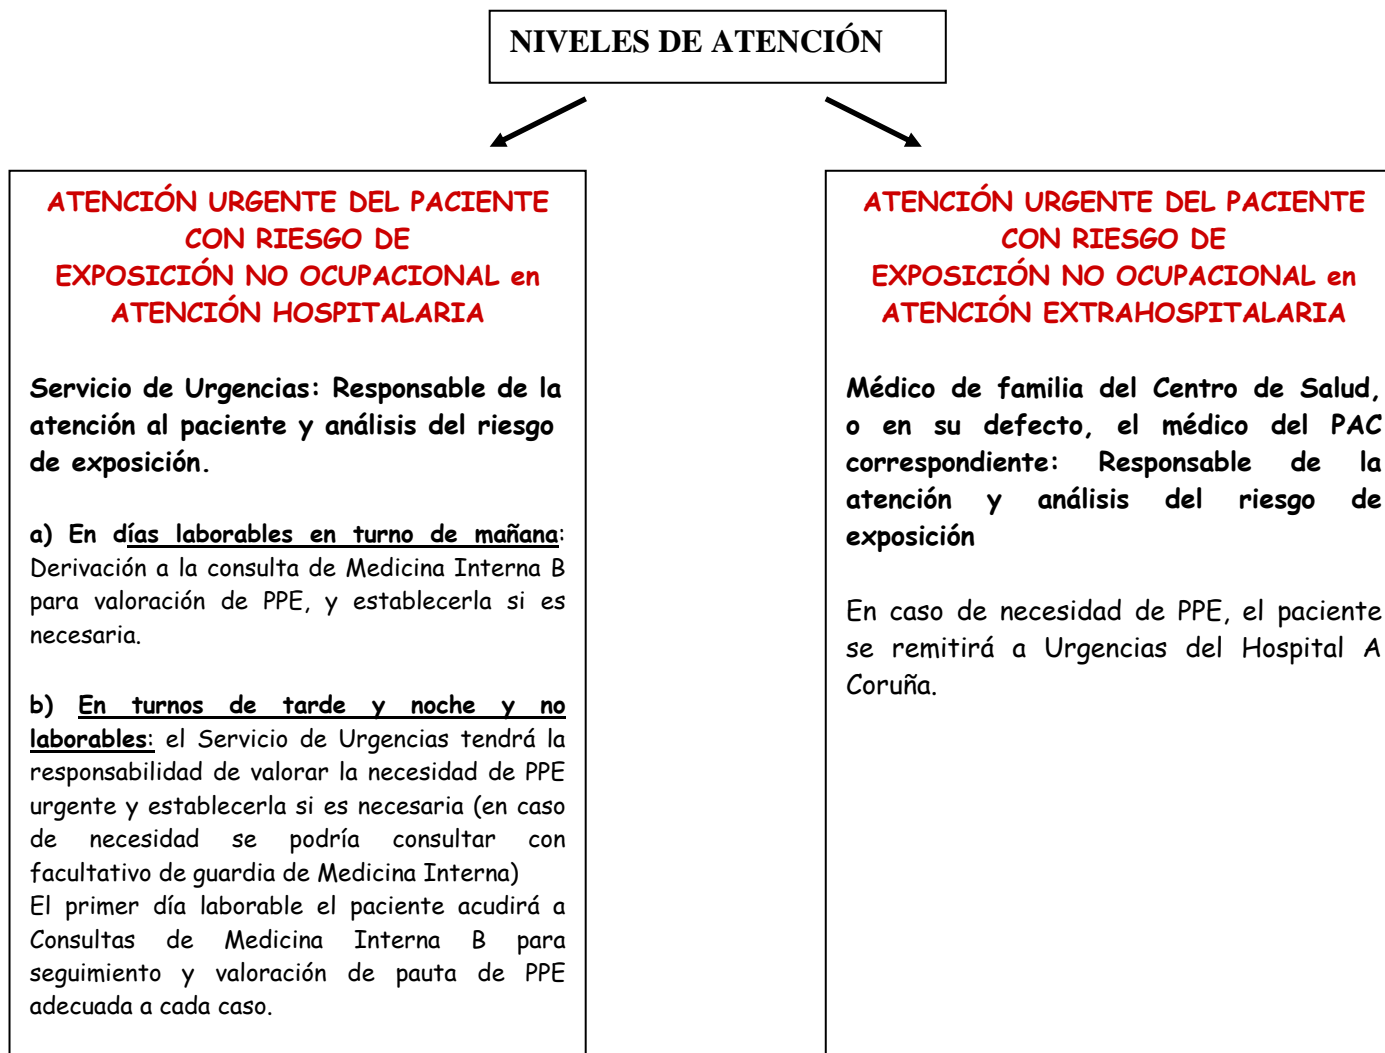 NIVELES DE ATENCIÓN
ATENCIÓN URGENTE DEL PACIENTE
CON RIESGO DE
EXPOSICIÓN NO OCUPACIONAL en
ATENCIÓN HOSPITALARIA
Servicio de Urgencias: Responsable de la
atención al paciente y análisis del riesgo
de exposición.
a) En días laborables en turno de mañana:
Derivación a la consulta de Medicina Interna B
para valoración de PPE, y establecerla si es
necesaria.
b) En turnos de tarde y noche y no
laborables: el Servicio de Urgencias tendrá la
responsabilidad de valorar la necesidad de PPE
urgente y establecerla si es necesaria (en caso
de necesidad se podría consultar con
facultativo de guardia de Medicina Interna)
El primer día laborable el paciente acudirá a
Consultas de Medicina Interna B para
seguimiento y valoración de pauta de PPE
adecuada a cada caso.
ATENCIÓN URGENTE DEL PACIENTE
CON RIESGO DE
EXPOSICIÓN NO OCUPACIONAL en
ATENCIÓN EXTRAHOSPITALARIA
Médico de familia del Centro de Salud,
o en su defecto, el médico del PAC
correspondiente: Responsable de la
atención y análisis del riesgo de
exposición
En caso de necesidad de PPE, el paciente
se remitirá a Urgencias del Hospital A
Coruña.